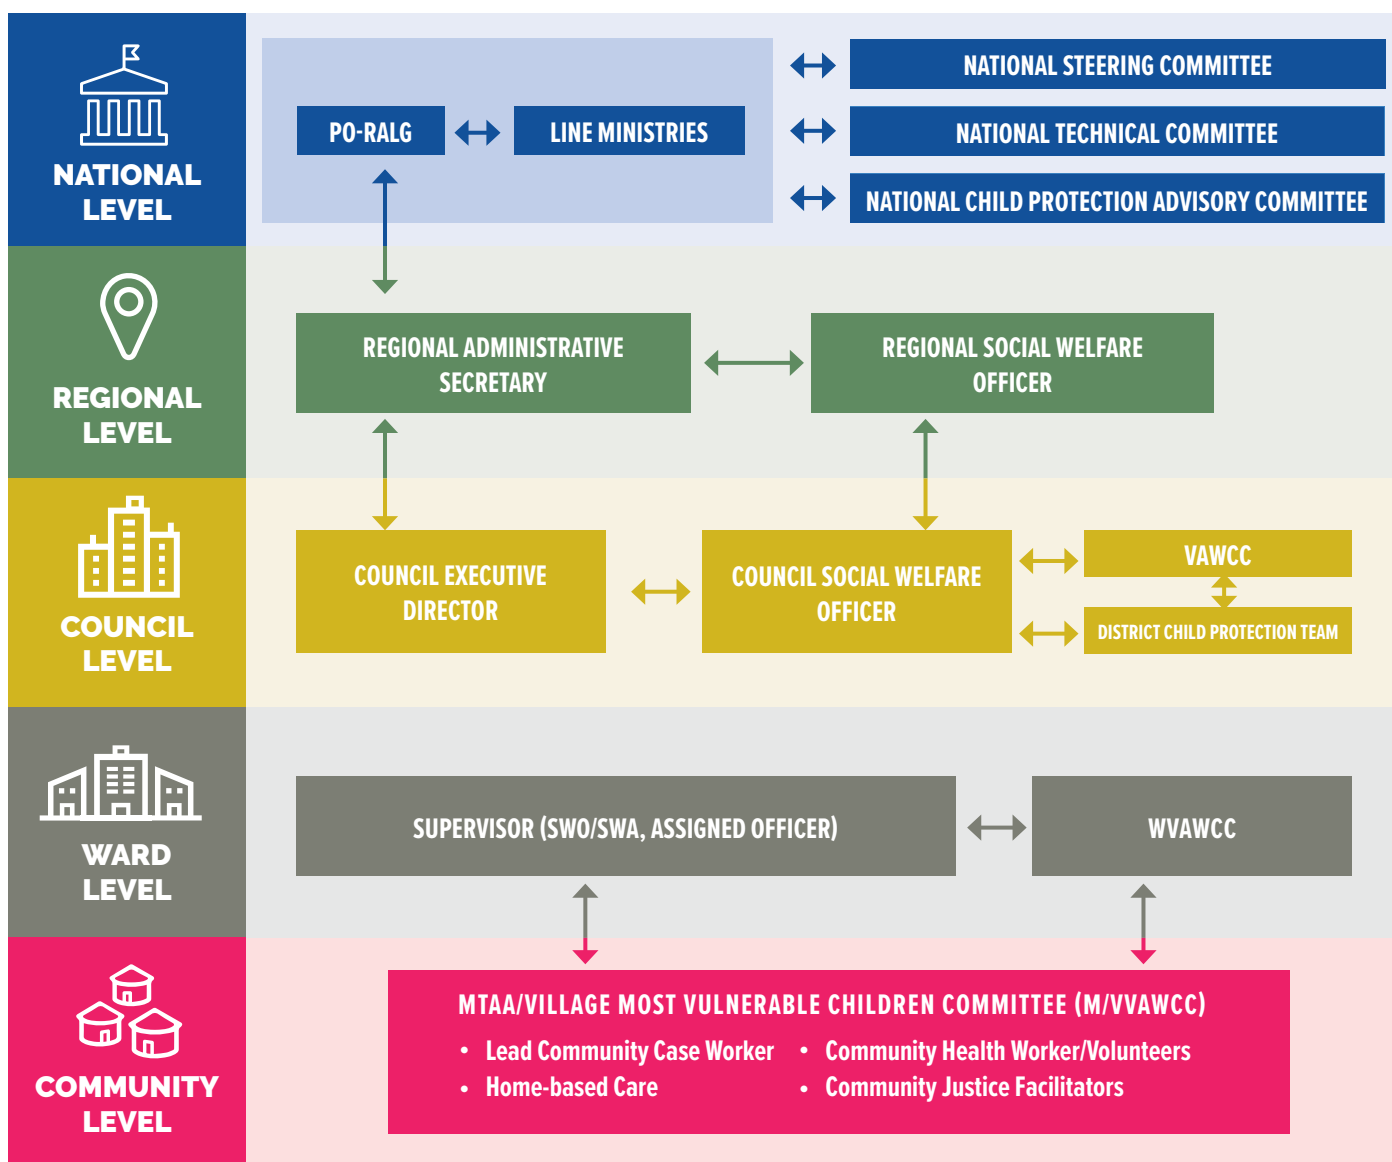 NATIONAL
LEVEL
PO-RALG
LINE MINISTRIES
NATIONAL STEERING COMMITTEE
NATIONAL TECHNICAL COMMITTEE
NATIONAL CHILD PROTECTION ADVISORY COMMITTEE
REGIONAL
LEVEL
REGIONAL ADMINISTRATIVE
SECRETARY
REGIONAL SOCIAL WELFARE
OFFICER
COUNCIL
LEVEL
COUNCIL EXECUTIVE
DIRECTOR
COUNCIL SOCIAL WELFARE
OFFICER
VAWCC
DISTRICT CHILD PROTECTION TEAM
WARD
LEVEL
SUPERVISOR (SWO/SWA, ASSIGNED OFFICER)
WVAWCC
COMMUNITY
LEVEL
MTAA/VILLAGE MOST VULNERABLE CHILDREN COMMITTEE (M/VVAWCC)
• Lead Community Case Worker
• Home-based Care
• Community Health Worker/Volunteers
• Community Justice Facilitators